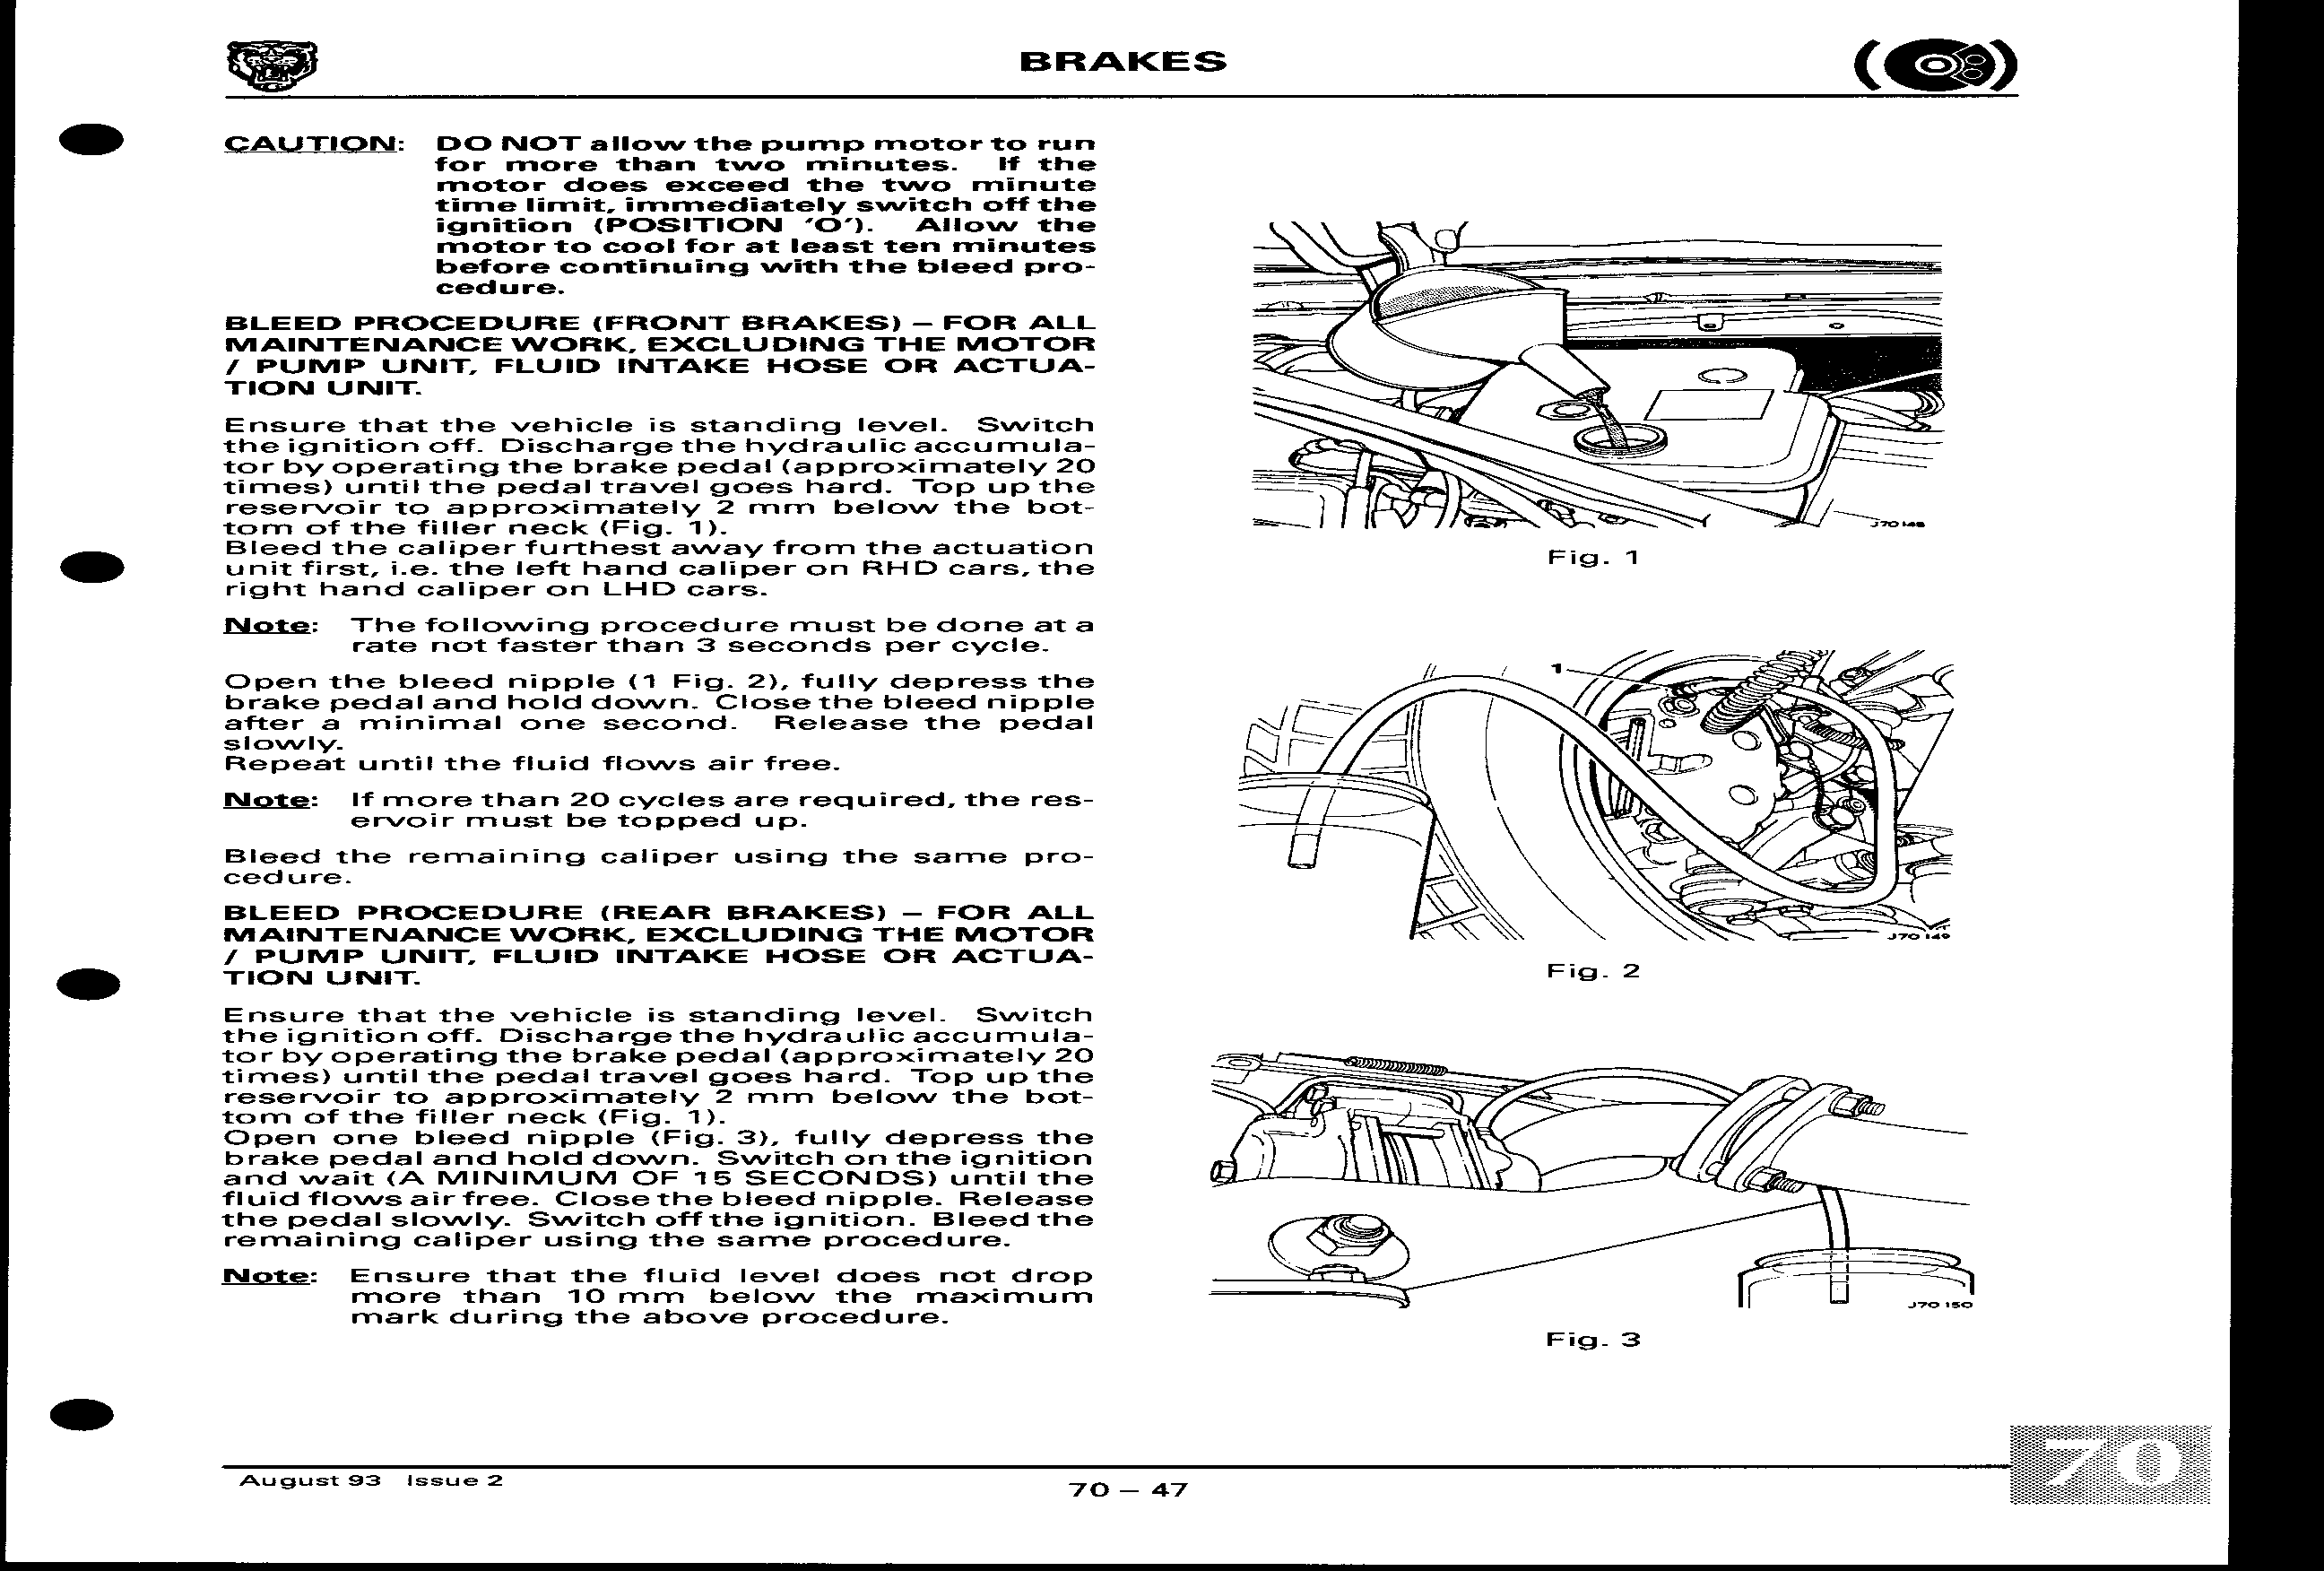 BRAKES
CAUTION: DO NOT allow the pump motor to run
for more than two minutes. If the
motor does exceed the two minute
time limit, immediately switch off the
ignition (POSITION 'O'). Allow the
motor to cool for at least ten minutes
before continuing with the bleed pro-
cedure.
BLEED PROCEDURE (FRONT BRAKES) – FOR ALL
MAINTENANCE WORK, EXCLUDING THE MOTOR
/ PUMP UNIT, FLUID INTAKE HOSE OR ACTUA-
TION UNIT.
Ensure that the vehicle is standing level. Switch
the ignition off. Discharge the hydraulic accumula-
tor by operating the brake pedal (approximately 20
times) until the pedal travel goes hard. Top up the
reservoir to approximately 2 mm below the bot-
tom of the filler neck (Fig. 1).
Bleed the caliper furthest away from the actuation
unit first, i.e. the left hand caliper on RHD cars, the
right hand caliper on LHD cars.
Note: The following procedure must be done at a
rate not faster than 3 seconds per cycle.
Open the bleed nipple (1 Fig. 2), fully depress the
brake pedal and hold down. Close the bleed nipple
after a minimal one second. Release the pedal
slowly.
Repeat until the fluid flows air free.
Note: If more than 20 cycles are required, the res-
ervoir must be topped up.
Bleed the remaining caliper using the same pro-
cedure.
BLEED PROCEDURE (REAR BRAKES) – FOR ALL
MAINTENANCE WORK, EXCLUDING THE MOTOR
/ PUMP UNIT, FLUID INTAKE HOSE OR ACTUA-
TION UNIT.
Ensure that the vehicle is standing level. Switch
the ignition off. Discharge the hydraulic accumula-
tor by operating the brake pedal (approximately 20
times) until the pedal travel goes hard. Top up the
reservoir to approximately 2 mm below the bot-
tom of the filler neck (Fig. 1).
Open one bleed nipple (Fig. 3), fully depress the
brake pedal and hold down. Switch on the ignition
and wait (A MINIMUM OF 15 SECONDS) until the
fluid flows air free. Close the bleed nipple. Release
the pedal slowly. Switch off the ignition. Bleed the
remaining caliper using the same procedure.
Note: Ensure that the fluid level does not drop
more than 10 mm below the maximum
mark during the above procedure.
J70 148
Fig. 1
1
J70 149
Fig. 2
J70 150
Fig. 3
August 93 Issue 2
70 – 47
70